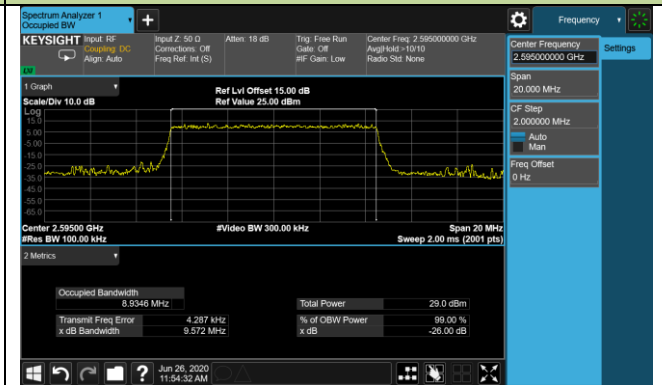 Spectrum Analyzer 1
Occupied BW
+
Frequency
KEYSIGHT
Input: RF
Coupling: DC
Align: Auto
Input Z: 50 Ω
Corrections: Off
Freq Ref: Int (S)
Atten: 18 dB
Trig: Free Run
Gate: Off
#IF Gain: Low
Center Freq: 2.595000000 GHz
Avg|Hold:>10/10
Radio Std: None
Center Frequency
2.595000000 GHz
Settings
Span
20.000 MHz
CF Step
2.000000 MHz
Auto
Man
Freq Offset
0 Hz
1 Graph
Scale/Div 10.0 dB
Ref Lvl Offset 15.00 dB
Ref Value 25.00 dBm
Log
15.0
5.00
-5.00
-15.0
-25.0
-35.0
-45.0
-55.0
-65.0
Center 2.59500 GHz
#Res BW 100.00 kHz
#Video BW 300.00 kHz
Span 20 MHz
Sweep 2.00 ms (2001 pts)
2 Metrics
Occupied Bandwidth
8.9346 MHz
Total Power 29.0 dBm
Transmit Freq Error 4.287 kHz
% of OBW Power 99.00 %
x dB Bandwidth 9.572 MHz
x dB -26.00 dB
?
Jun 26, 2020
11:54:32 AM